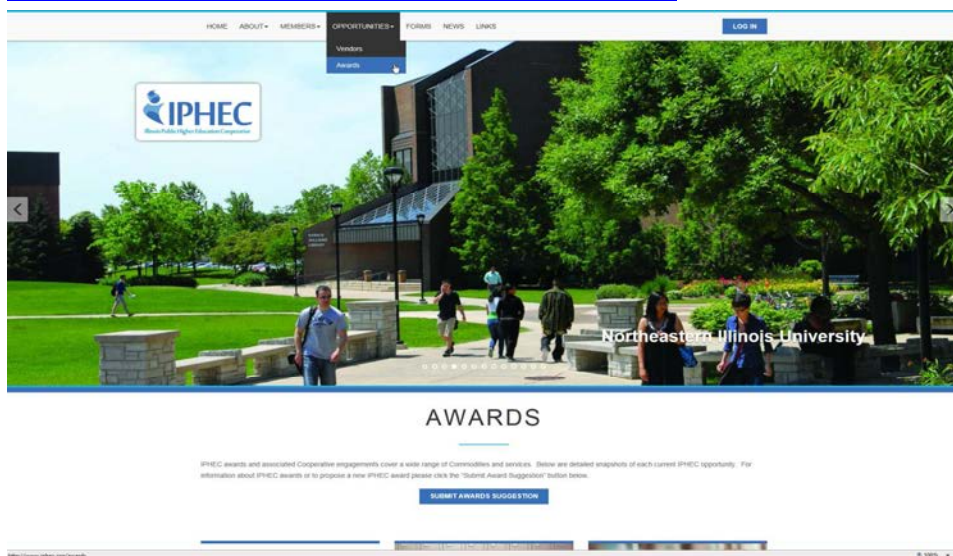 HOME ABOUT MEMBERS OPPORTUNITIES FORMS NEWS LINKS LOG IN
Vendors
Awards
IPHEC
Illinois Public Higher Education Cooperative
Northeastern Illinois University
AWARDS
IPHEC awards and associated Cooperative engagements cover a wide range of Commodities and services. Below are detailed snapshots of each current IPHEC opportunity. For
information about IPHEC awards or to propose a new IPHEC award please click the "Submit Award Suggestion" button below.
SUBMIT AWARDS SUGGESTION
100%